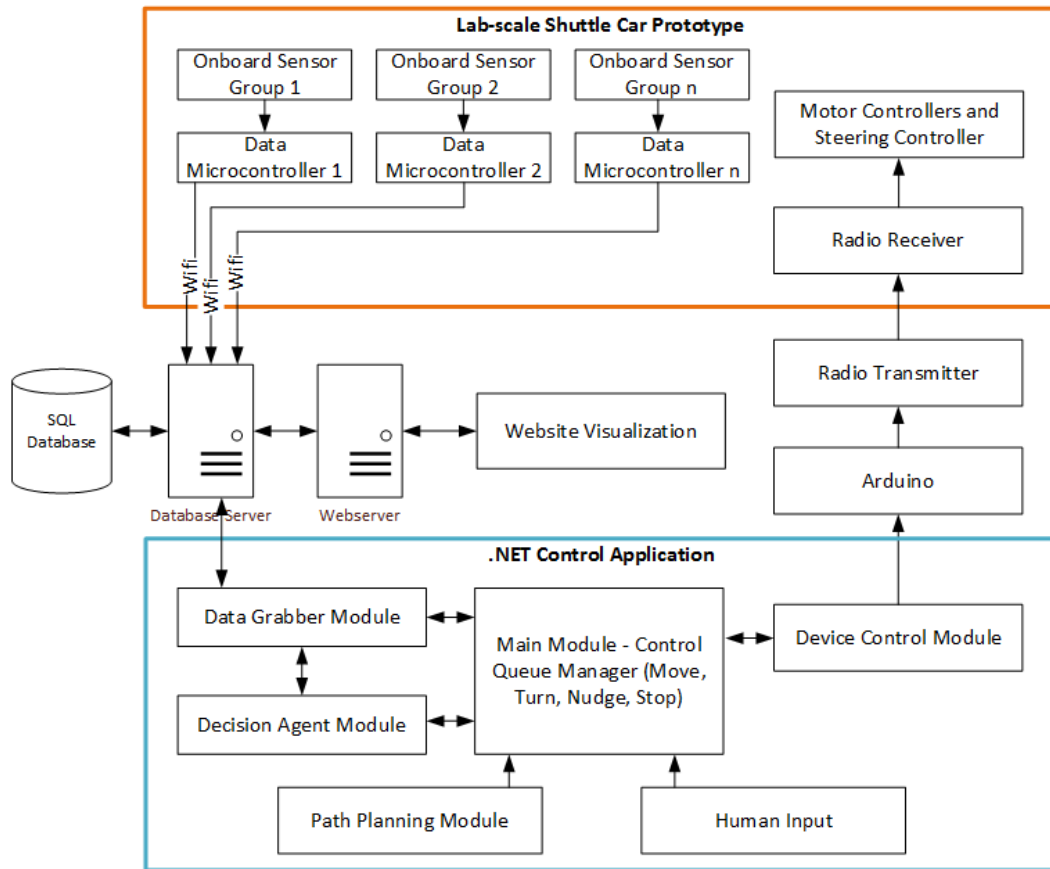 Lab-scale Shuttle Car Prototype
Onboard Sensor
Group 1
Onboard Sensor
Group 2
Onboard Sensor
Group n
Motor Controllers and
Steering Controller
Data
Microcontroller 1
Data
Microcontroller 2
Data
Microcontroller n
Radio Receiver
Wifi
Wifi
Wifi
Radio Transmitter
SQL
Database
Website Visualization
Arduino
Database Server
Webserver
.NET Control Application
Data Grabber Module
Main Module - Control
Queue Manager (Move,
Turn, Nudge, Stop)
Device Control Module
Decision Agent Module
Path Planning Module
Human Input